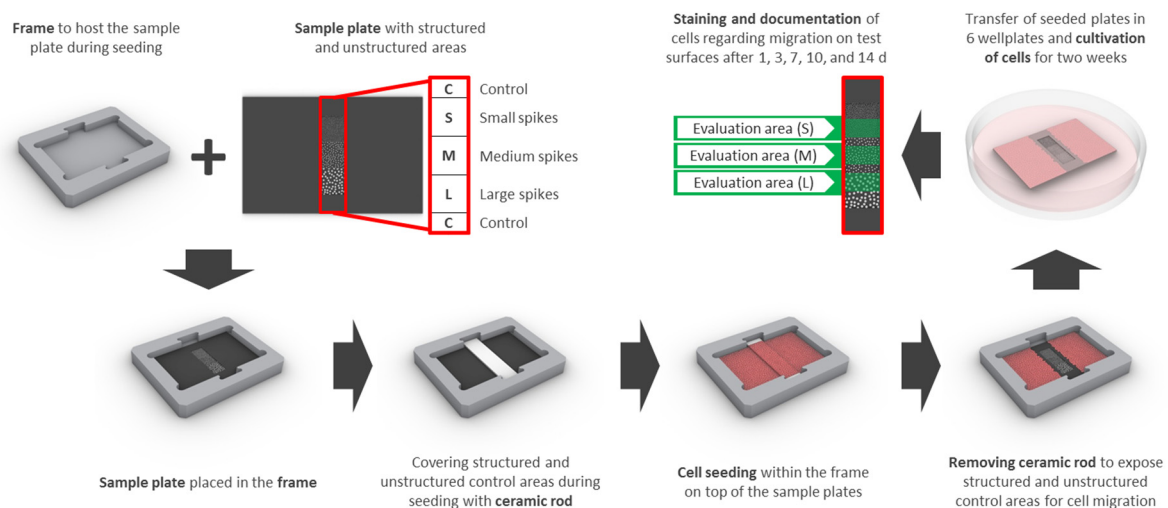 Frame to host the sample
plate during seeding
Sample plate with structured
and unstructured areas
C Control
S Small spikes
M Medium spikes
L Large spikes
C Control
Staining and documentation of
cells regarding migration on test
surfaces after 1, 3, 7, 10, and 14 d
Evaluation area (S)
Evaluation area (M)
Evaluation area (L)
Transfer of seeded plates in
6 wellplates and cultivation
of cells for two weeks
Sample plate placed in the frame
Covering structured and
unstructured control areas during
seeding with ceramic rod
Cell seeding within the frame
on top of the sample plates
Removing ceramic rod to expose
structured and unstructured
control areas for cell migration